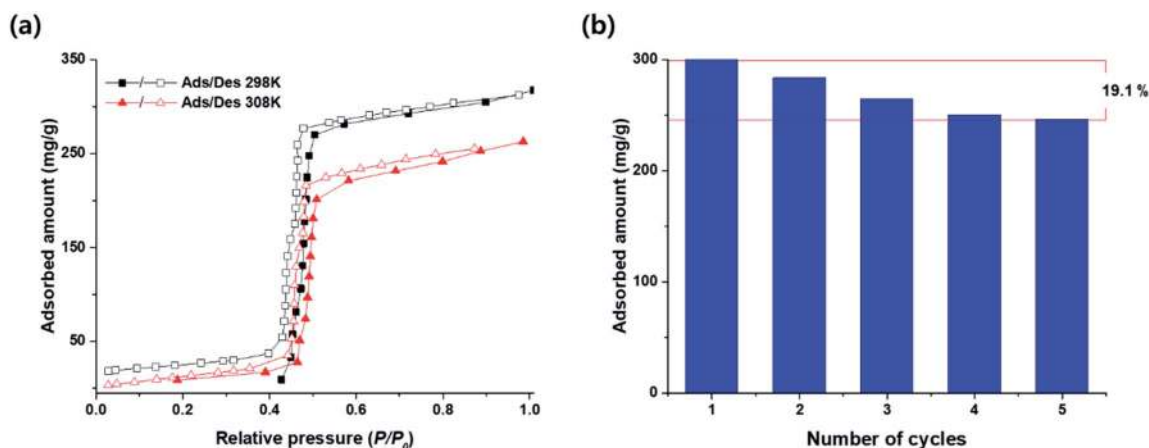 (a)
350
250
150
50
Adsorbed amount (mg/g)
Ads/Des 298K
Ads/Des 308K
0.0 0.2 0.4 0.6 0.8 1.0
Relative pressure (P/P0)
(b)
300
200
100
0
Adsorbed amount (mg/g)
19.1 %
1 2 3 4 5
Number of cycles